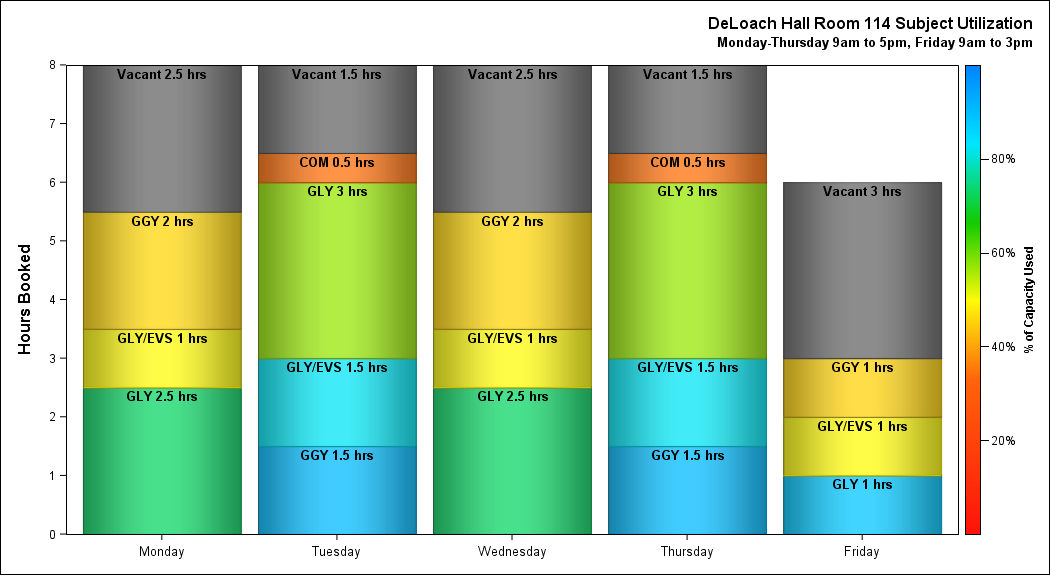 DeLoach Hall Room 114 Subject Utilization
Monday-Thursday 9am to 5pm, Friday 9am to 3pm
Hours Booked
8
7
6
5
4
3
2
1
0
Vacant 2.5 hrs
GGY 2 hrs
GLY/EVS 1 hrs
GLY 2.5 hrs
Monday
Vacant 1.5 hrs
COM 0.5 hrs
GLY 3 hrs
GLY/EVS 1.5 hrs
GGY 1.5 hrs
Tuesday
Vacant 2.5 hrs
GGY 2 hrs
GLY/EVS 1 hrs
GLY 2.5 hrs
Wednesday
Vacant 1.5 hrs
COM 0.5 hrs
GLY 3 hrs
GLY/EVS 1.5 hrs
GGY 1.5 hrs
Thursday
Vacant 3 hrs
GGY 1 hrs
GLY/EVS 1 hrs
GLY 1 hrs
Friday
80%
60%
40%
20%
% of Capacity Used